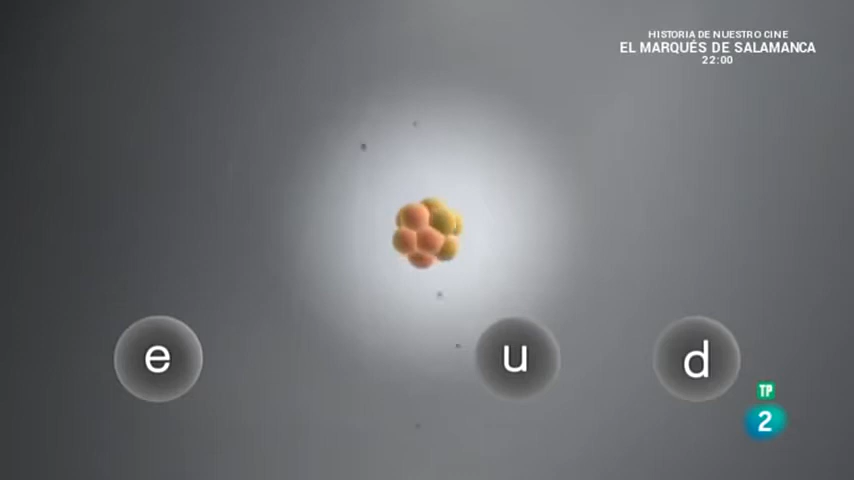 HISTORIA DE NUESTRO CINE
EL MARQUÉS DE SALAMANCA
22:00
e u d
TP
2